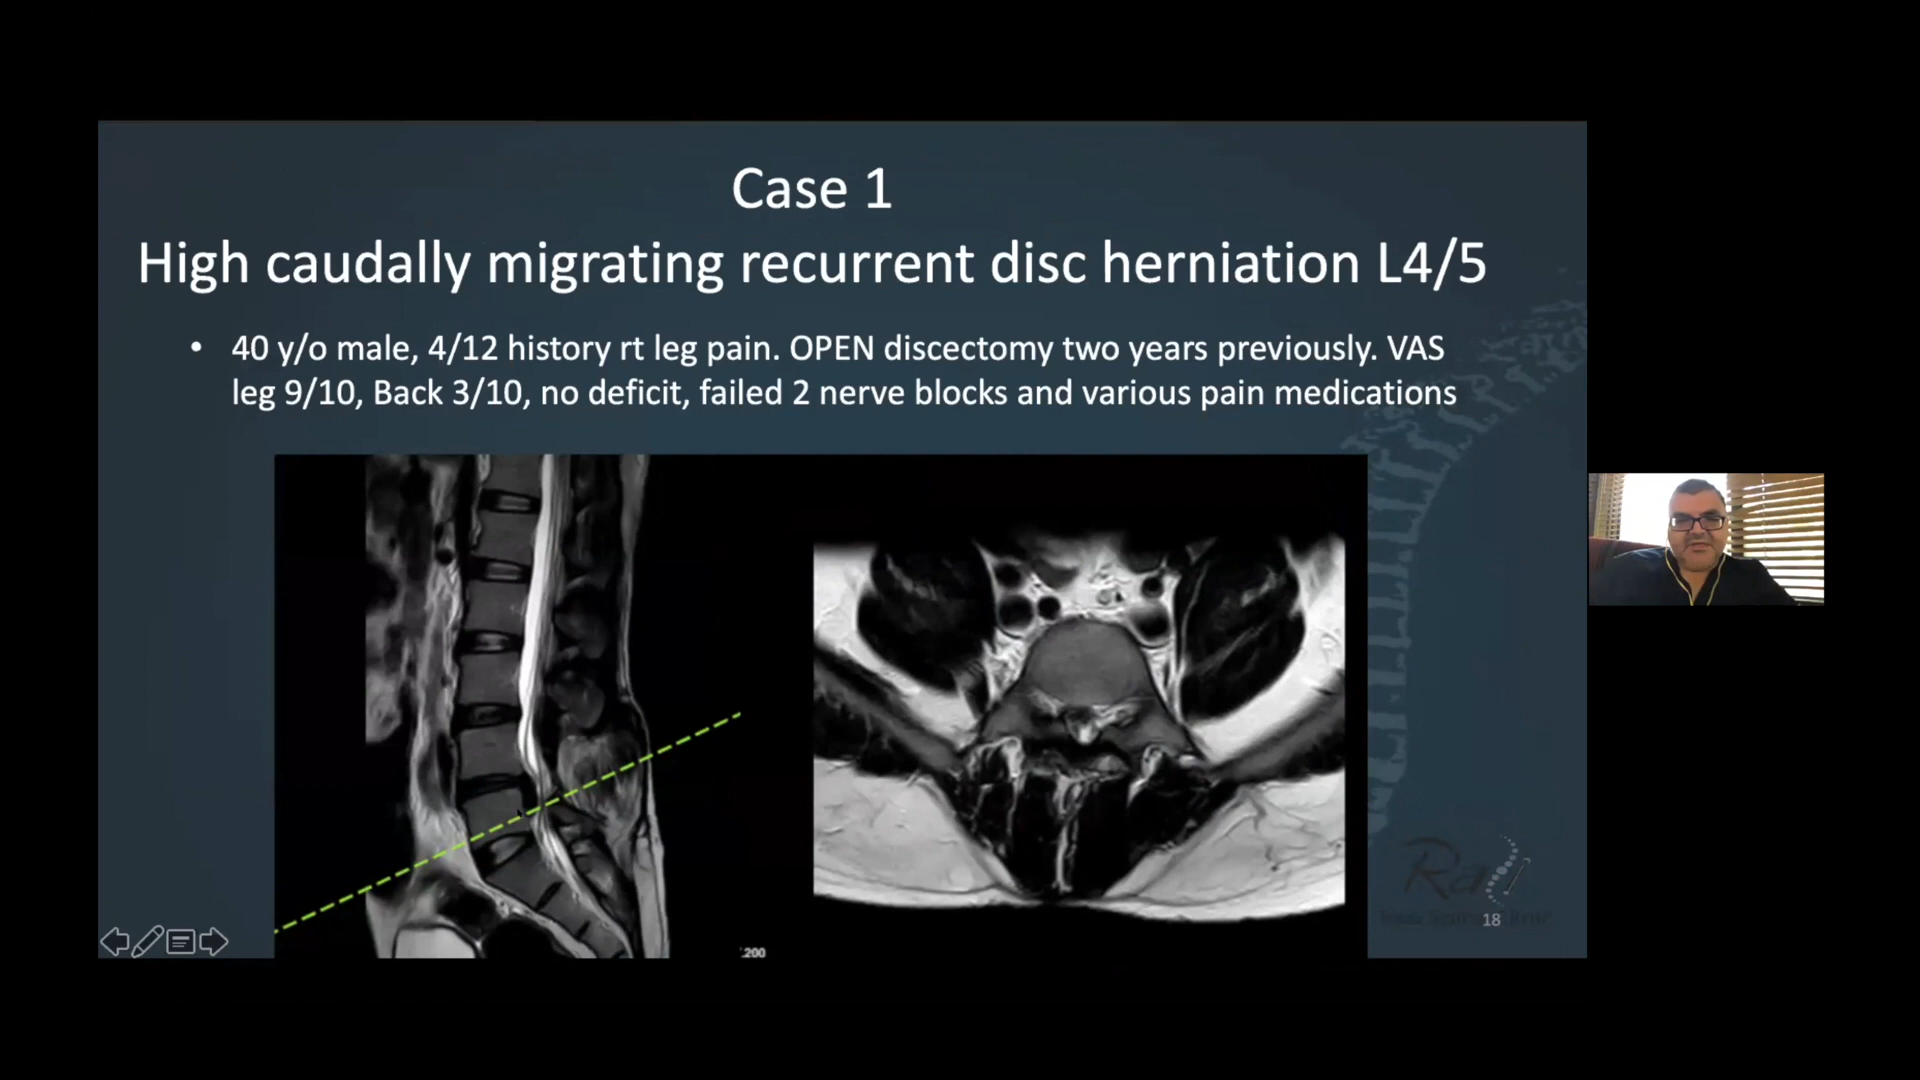 Case 1
High caudally migrating recurrent disc herniation L4/5
• 40 y/o male, 4/12 history rt leg pain. OPEN discectomy two years previously. VAS
leg 9/10, Back 3/10, no deficit, failed 2 nerve blocks and various pain medications
200
18